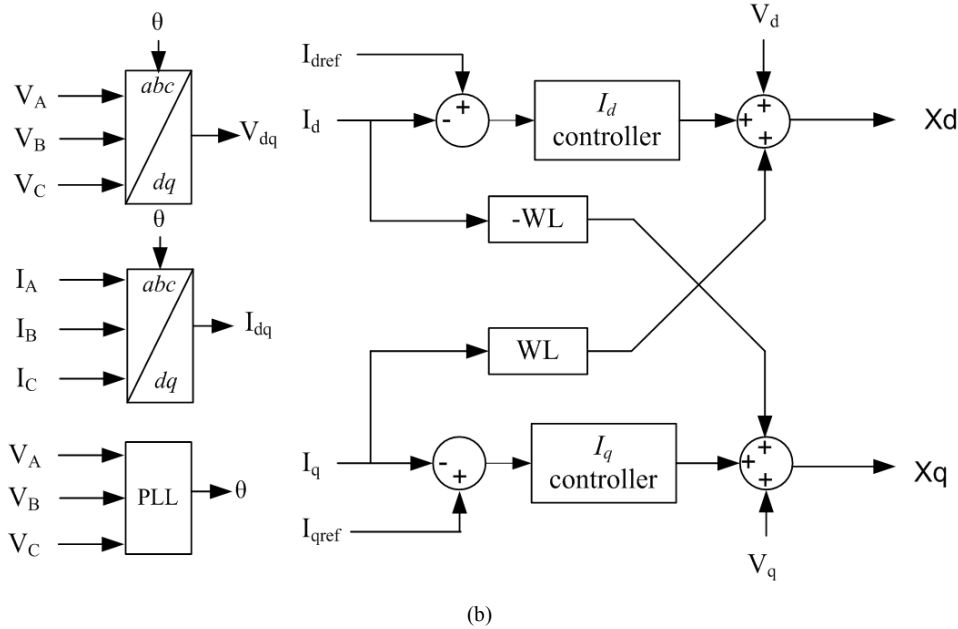 θ
abc
V_A
V_B
V_C
dq
V_dq
θ
abc
I_A
I_B
I_C
dq
I_dq
V_A
V_B
V_C
PLL
θ
V_d
I_dref
+
I_d
-
I_d
controller
+
+
+
Xd
-WL
WL
I_q
-
+
I_q
controller
+
+
+
Xq
I_qref
V_q
(b)